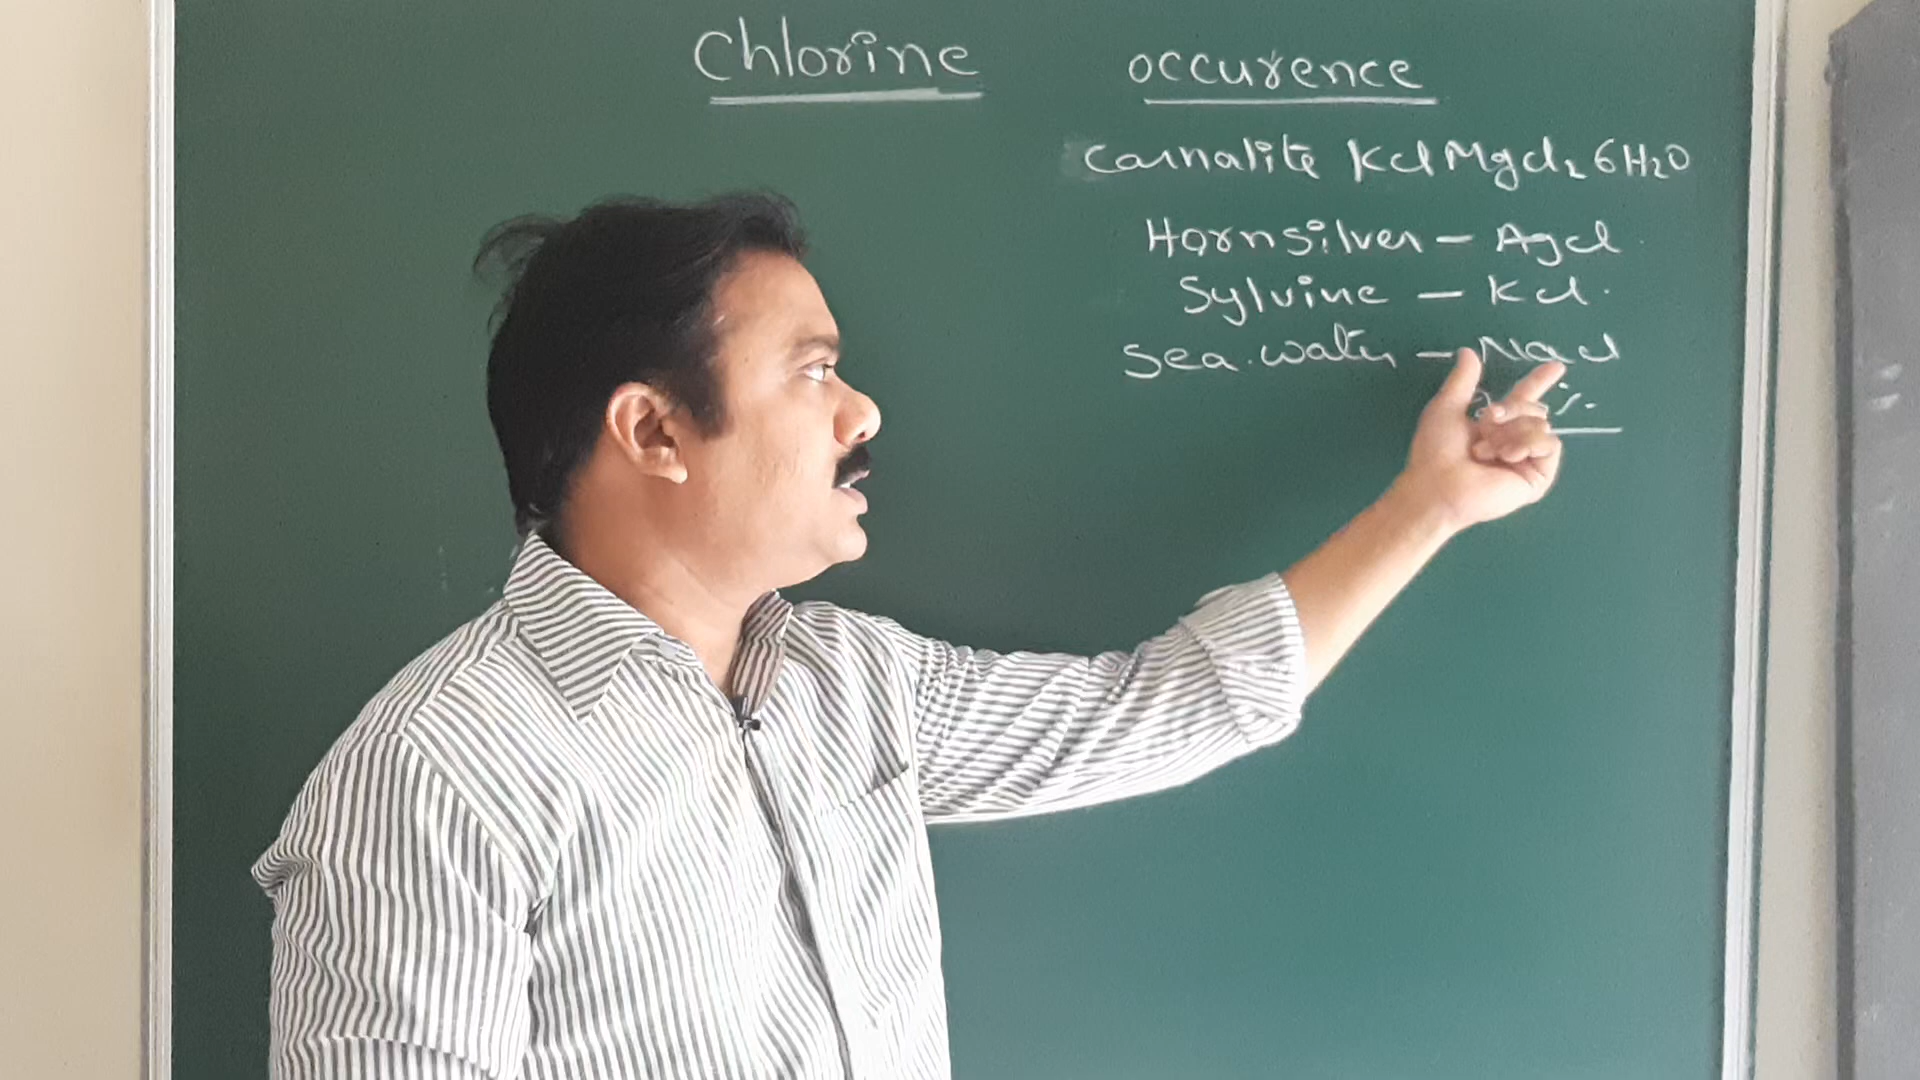 Chlorine
occurence
Carnalite KCl MgCl₂ 6H₂O
Hornsilver – AgCl
Sylvine – KCl.
Sea.water – NaCl
%.